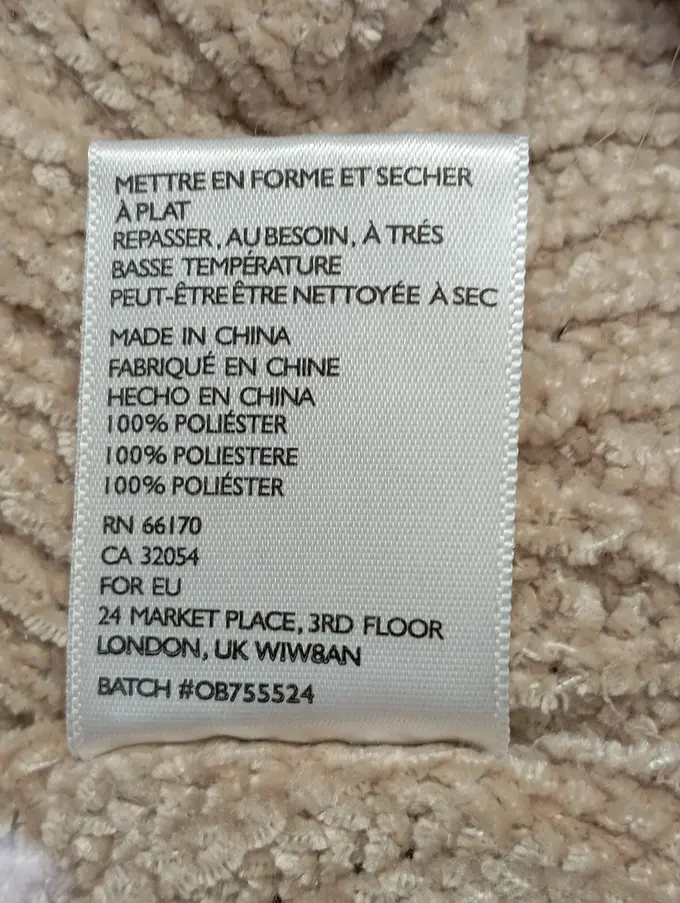 METTRE EN FORME ET SECHER
À PLAT
REPASSER, AU BESOIN, À TRÉS
BASSE TEMPÉRATURE
PEUT-ÊTRE ÊTRE NETTOYÉE À SEC
MADE IN CHINA
FABRIQUÉ EN CHINE
HECHO EN CHINA
100% POLIÉSTER
100% POLIESTERE
100% POLIÉSTER
RN 66170
CA 32054
FOR EU
24 MARKET PLACE, 3RD FLOOR
LONDON, UK WIW8AN
BATCH #OB755524